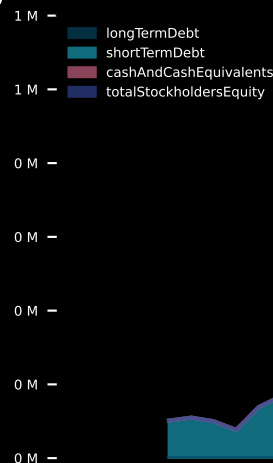 1 M
longTermDebt
shortTermDebt
cashAndCashEquivalents
1 M
totalStockholdersEquity
0 M
0 M
0 M
0 M
0 M